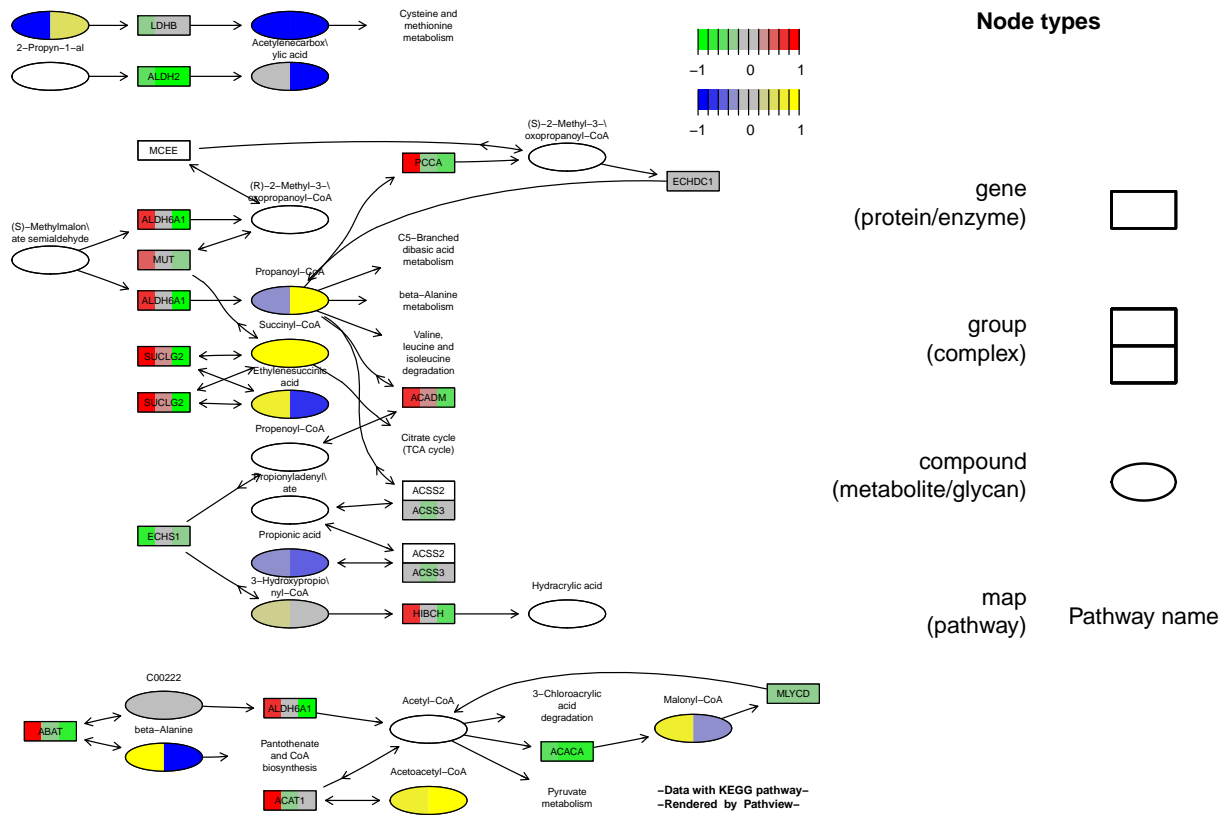 Cysteine and
methionine
metabolism
LDHB
2−Propyn−1−al
Acetylenecarbox\
ylic acid
ALDH2
Node types
−1 0 1
−1 0 1
(S)−2−Methyl−3−\
oxopropanoyl−CoA
MCEE
PCCA
ECHDC1
(R)−2−Methyl−3−\
oxopropanoyl−CoA
gene
(protein/enzyme)
(S)−Methylmalon\
ate semialdehyde
ALDH6A1
MUT
C5−Branched
dibasic acid
metabolism
Propanoyl−CoA
ALDH6A1
beta−Alanine
metabolism
Succinyl−CoA
Valine,
leucine and
isoleucine
degradation
group
(complex)
SUCLG2
Ethylenesuccinic
acid
SUCLG2
ACADM
Propenoyl−CoA
Citrate cycle
(TCA cycle)
compound
(metabolite/glycan)
Propionyladenyl\
ate
ACSS2
ACSS3
ECHS1
Propionic acid
ACSS2
ACSS3
3−Hydroxypropio\
nyl−CoA
HIBCH
Hydracrylic acid
map
(pathway)
Pathway name
C00222
ALDH6A1
Acetyl−CoA
3−Chloroacrylic
acid
degradation
Malonyl−CoA
MLYCD
ABAT
beta−Alanine
Pantothenate
and CoA
biosynthesis
ACACA
Acetoacetyl−CoA
ACAT1
Pyruvate
metabolism
−Data with KEGG pathway−
−Rendered by Pathview−